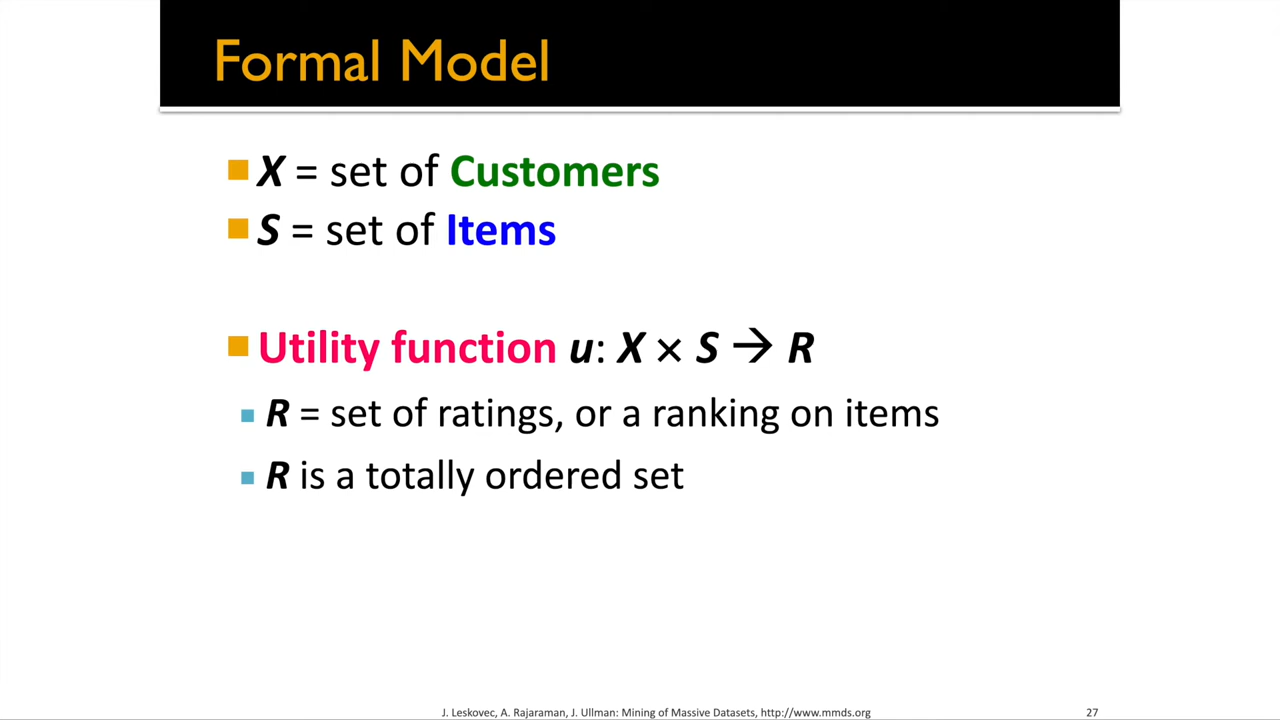 Formal Model
X = set of Customers
S = set of Items
Utility function u: X × S → R
R = set of ratings, or a ranking on items
R is a totally ordered set
J. Leskovec, A. Rajaraman, J. Ullman: Mining of Massive Datasets, http://www.mmds.org 27